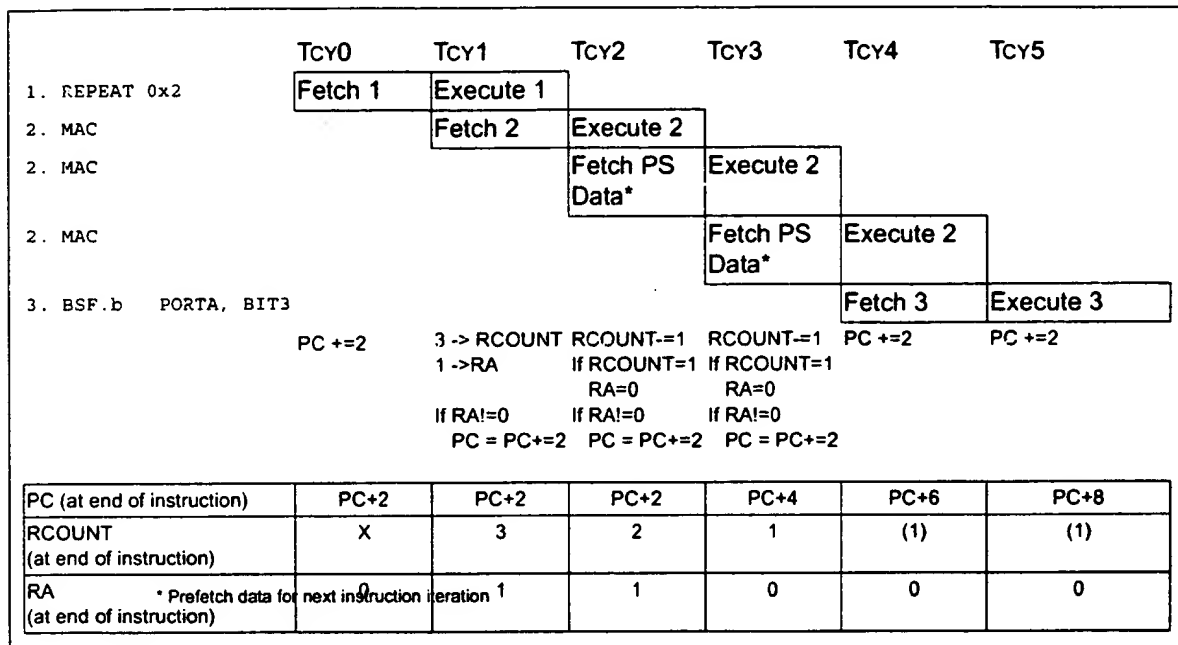 TCY0 TCY1 TCY2 TCY3 TCY4 TCY5
1. REPEAT 0x2 Fetch 1 Execute 1
2. MAC Fetch 2 Execute 2
2. MAC Fetch PS Execute 2
Data*
2. MAC Fetch PS Execute 2
Data*
3. BSF.b PORTA, BIT3 Fetch 3 Execute 3
PC +=2 3 -> RCOUNT RCOUNT-=1 RCOUNT-=1 PC +=2 PC +=2
1 ->RA If RCOUNT=1 If RCOUNT=1
RA=0 RA=0
If RA!=0 If RA!=0 If RA!=0
PC = PC+=2 PC = PC+=2 PC = PC+=2
PC (at end of instruction) PC+2 PC+2 PC+2 PC+4 PC+6 PC+8
RCOUNT X 3 2 1 (1) (1)
(at end of instruction)
RA 0 1 1 0 0 0
* Prefetch data for next instruction iteration
(at end of instruction)